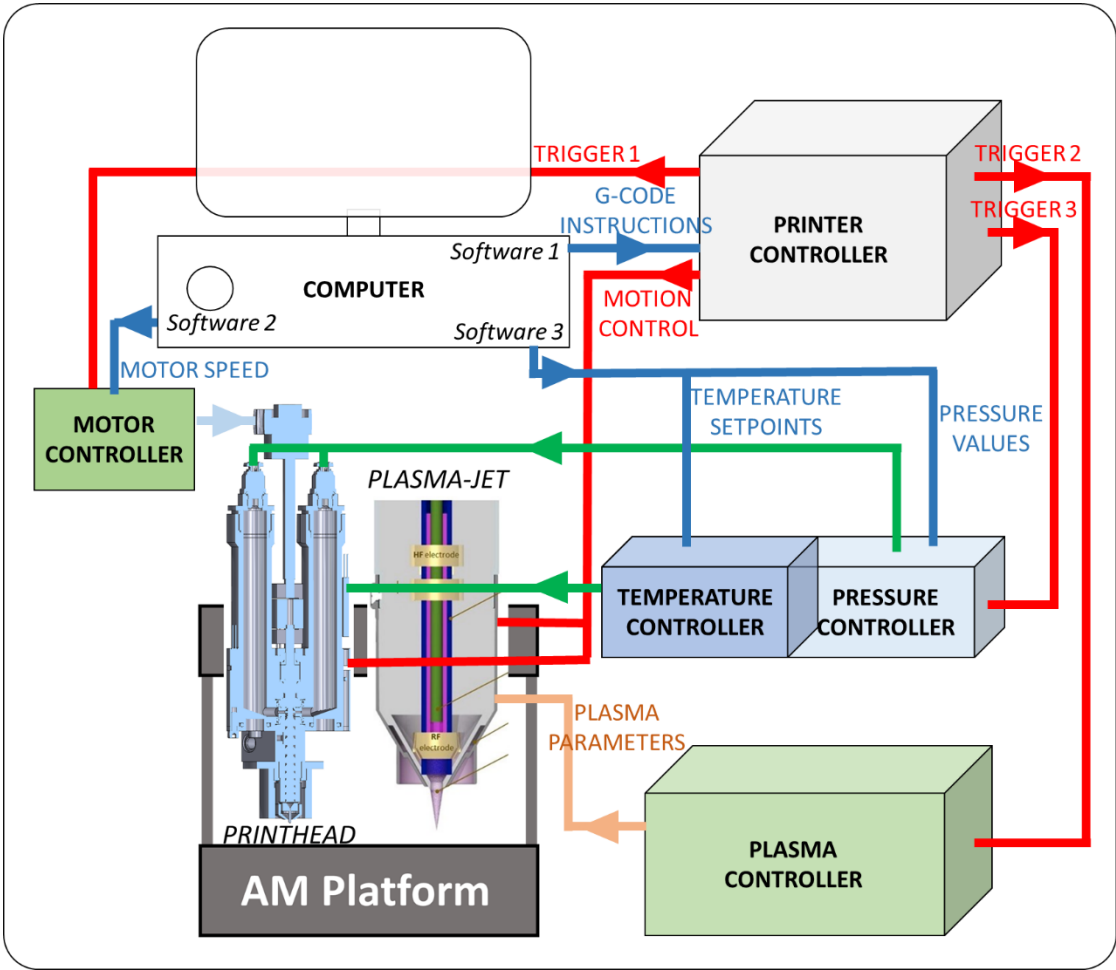 TRIGGER 1
TRIGGER 2
G-CODE
INSTRUCTIONS
TRIGGER 3
PRINTER
CONTROLLER
Software 1
COMPUTER
Software 2
Software 3
MOTION
CONTROL
MOTOR SPEED
TEMPERATURE
SETPOINTS
PRESSURE
VALUES
MOTOR
CONTROLLER
PLASMA-JET
HF electrode
TEMPERATURE
CONTROLLER
PRESSURE
CONTROLLER
RF
electrode
PLASMA
PARAMETERS
PRINTHEAD
PLASMA
CONTROLLER
AM Platform